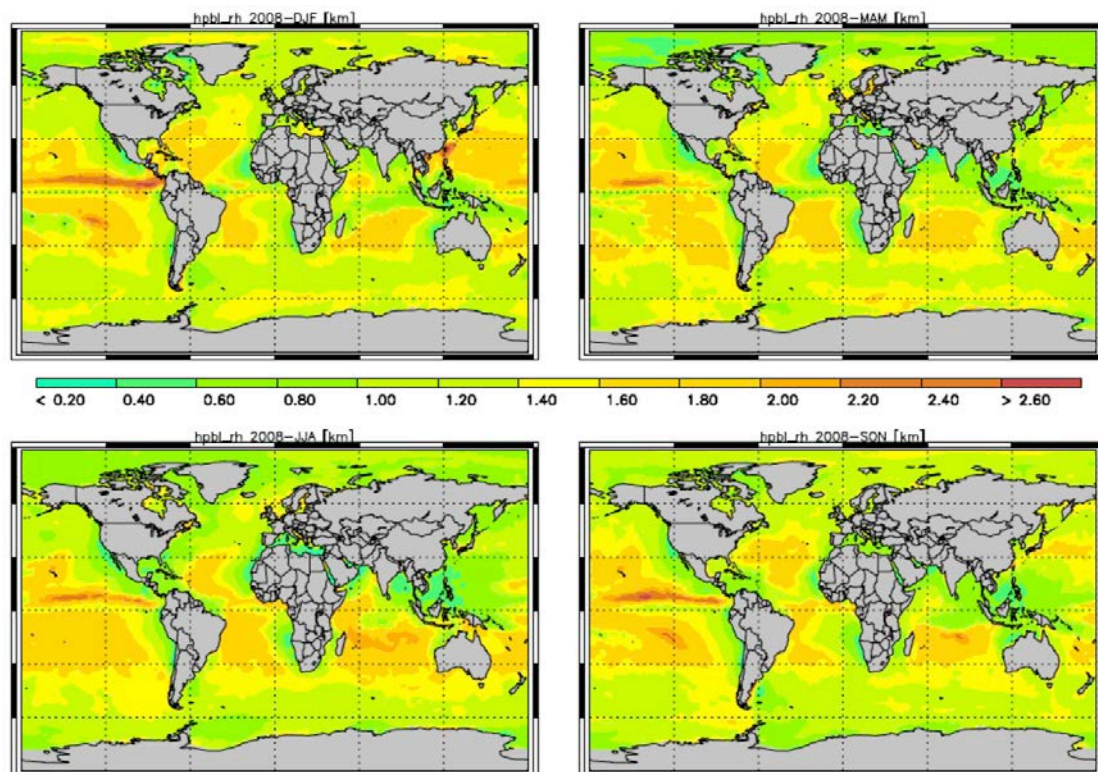 hpbl_rh 2008-DJF [km]
hpbl_rh 2008-MAM [km]
< 0.20 0.40 0.60 0.80 1.00 1.20 1.40 1.60 1.80 2.00 2.20 2.40 > 2.60
hpbl_rh 2008-JJA [km]
hpbl_rh 2008-SON [km]